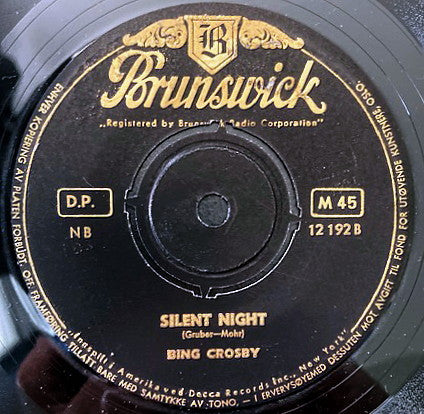 B
Brunswick
„Registered by Brunswick Radio Corporation”
D.P.
M 45
NB
12 192 B
SILENT NIGHT
(Gruber—Mohr)
BING CROSBY
ENHVER KOPIERING AV PLATEN FORBUDT. OFF. FRAMFØRING TILLATT BARE MED SAMTYKKE AV „TONO„ — I ERVERVSØYEMED DESSUTEN MOT AVGIFT TIL FOND FOR UTØVENDE KUNSTNERE, OSLO.
„Innspilt i Amerika ved Decca Records Inc., New York”